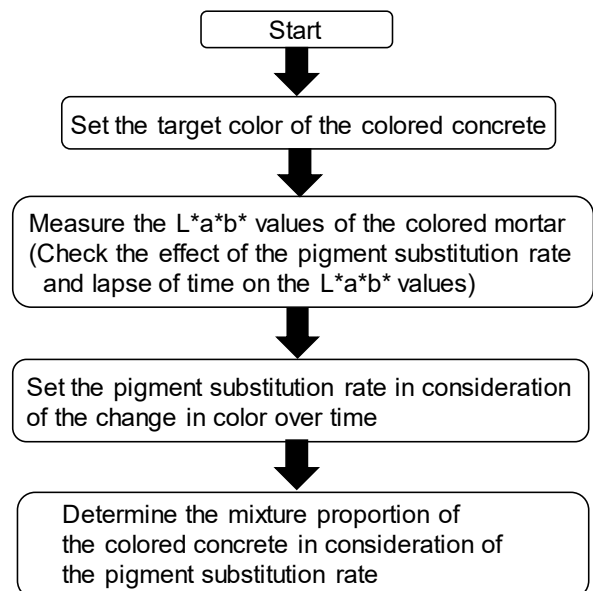 Start
Set the target color of the colored concrete
Measure the L*a*b* values of the colored mortar
(Check the effect of the pigment substitution rate
and lapse of time on the L*a*b* values)
Set the pigment substitution rate in consideration
of the change in color over time
Determine the mixture proportion of
the colored concrete in consideration of
the pigment substitution rate